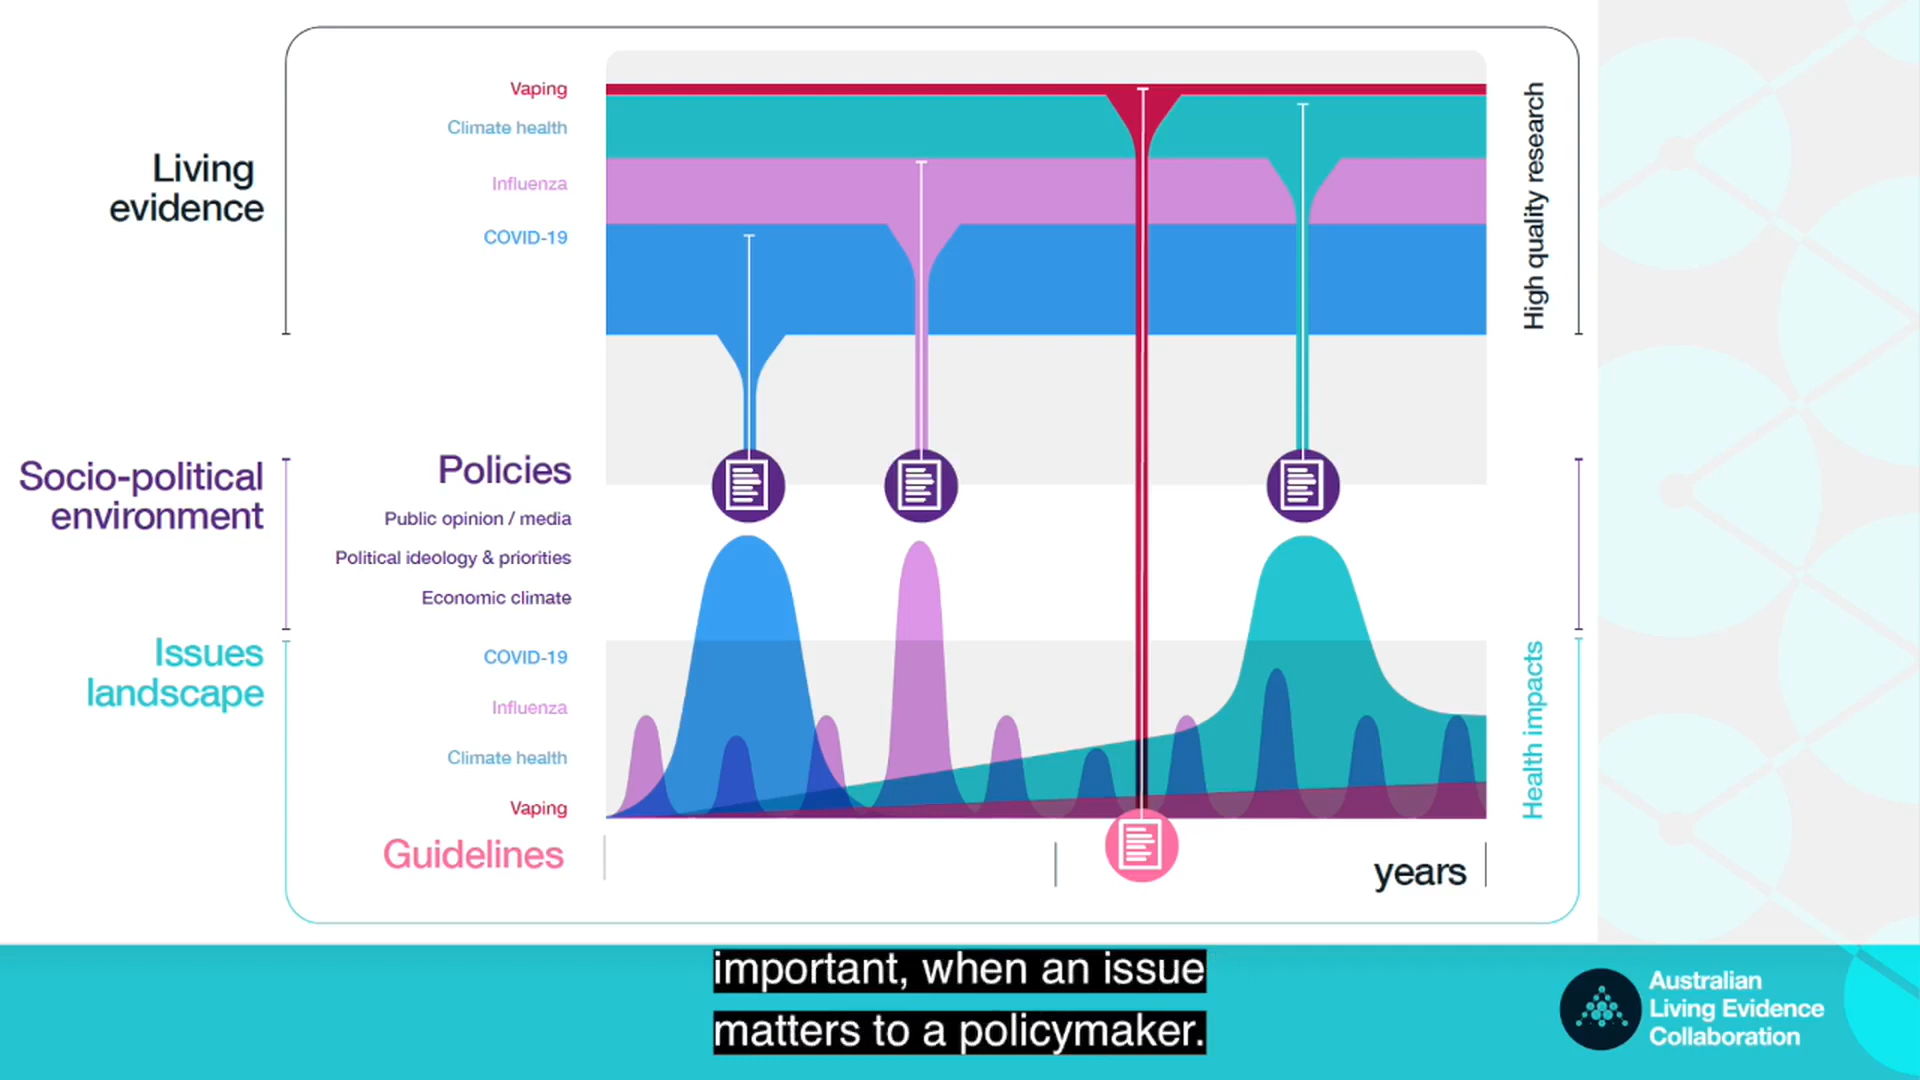 Vaping
Climate health
Influenza
COVID-19
Living
evidence
High quality research
Socio-political
environment
Policies
Public opinion / media
Political ideology & priorities
Economic climate
Issues
landscape
COVID-19
Influenza
Climate health
Vaping
Health impacts
Guidelines
years
important, when an issue
matters to a policymaker.
Australian
Living Evidence
Collaboration